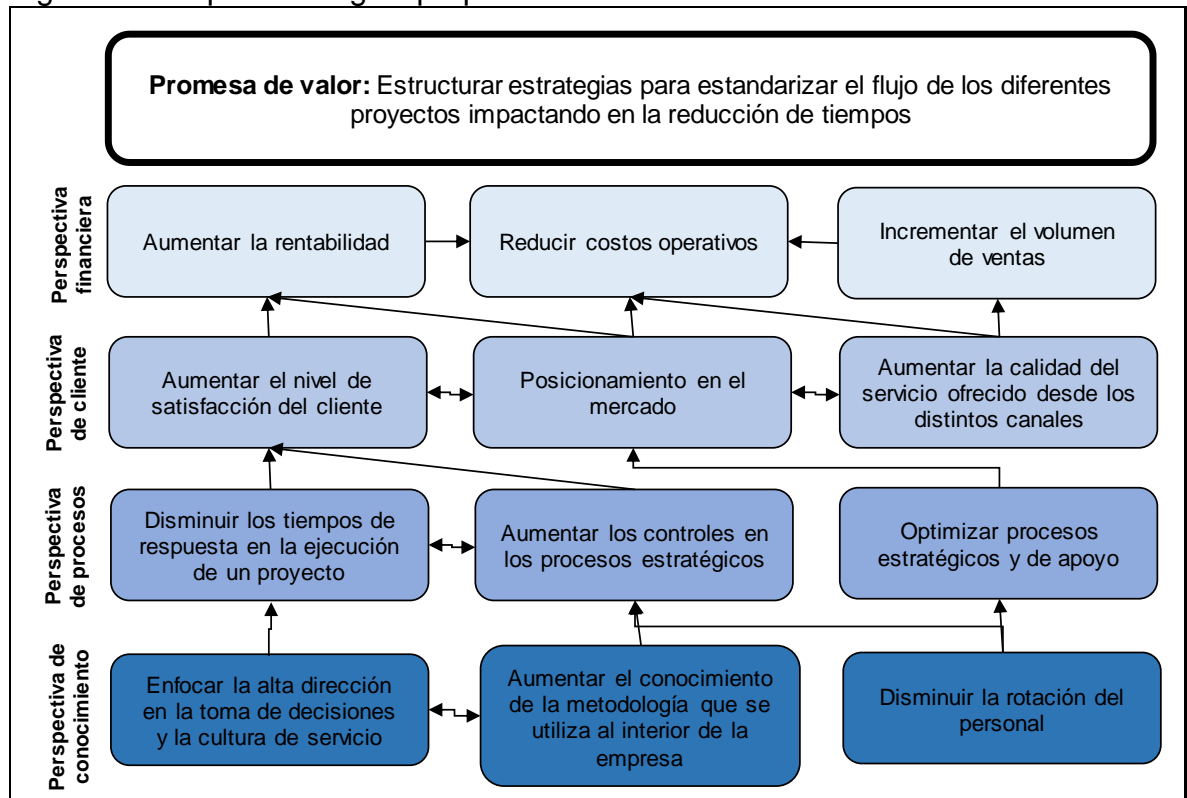 Promesa de valor: Estructurar estrategias para estandarizar el flujo de los diferentes
proyectos impactando en la reducción de tiempos
Perspectiva
financiera
Aumentar la rentabilidad
Reducir costos operativos
Incrementar el volumen
de ventas
Perspectiva
de cliente
Aumentar el nivel de
satisfacción del cliente
Posicionamiento en el
mercado
Aumentar la calidad del
servicio ofrecido desde los
distintos canales
Perspectiva
de procesos
Disminuir los tiempos de
respuesta en la ejecución
de un proyecto
Aumentar los controles en
los procesos estratégicos
Optimizar procesos
estratégicos y de apoyo
Perspectiva de
conocimiento
Enfocar la alta dirección
en la toma de decisiones
y la cultura de servicio
Aumentar el conocimiento
de la metodología que se
utiliza al interior de la
empresa
Disminuir la rotación del
personal